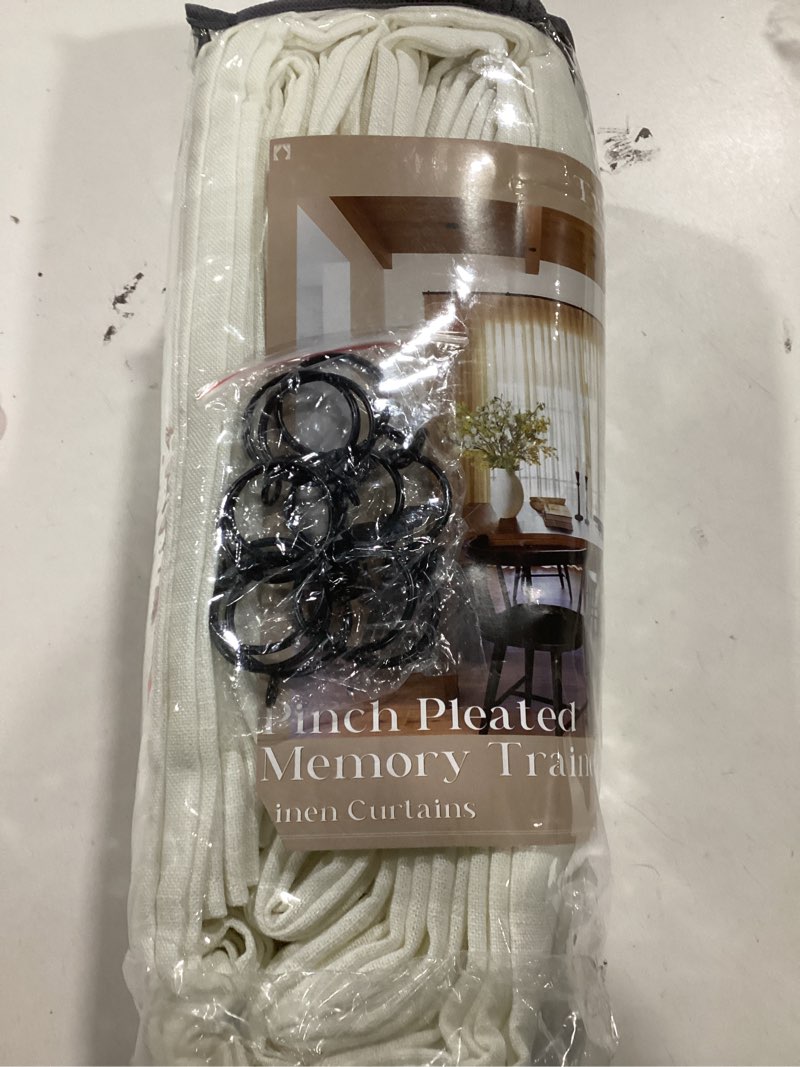 Pinch Pleated
Memory Train
inen Curtains